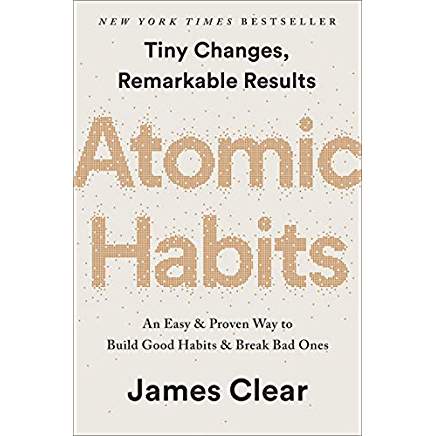 NEW YORK TIMES BESTSELLER
Tiny Changes,
Remarkable Results
Atomic
Habits
An Easy & Proven Way to
Build Good Habits & Break Bad Ones
James Clear